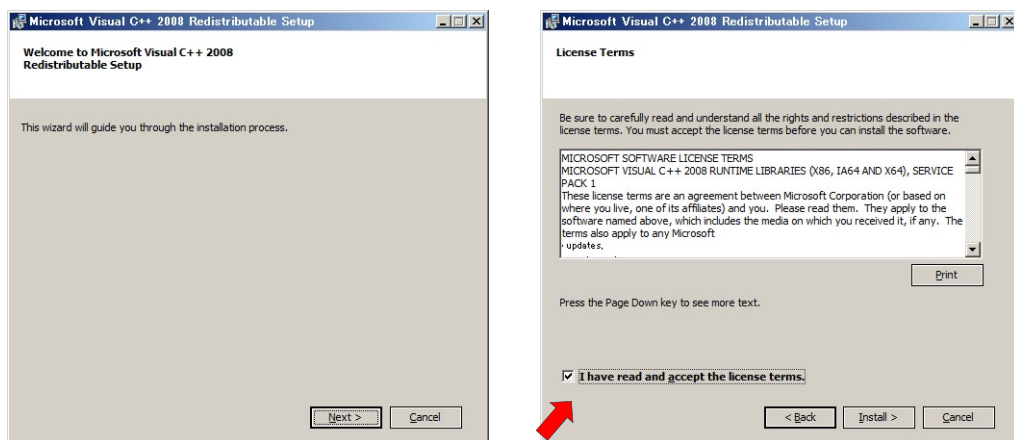 Microsoft Visual C++ 2008 Redistributable Setup
Welcome to Microsoft Visual C++ 2008
Redistributable Setup
This wizard will guide you through the installation process.
Next >
Cancel
Microsoft Visual C++ 2008 Redistributable Setup
License Terms
Be sure to carefully read and understand all the rights and restrictions described in the
license terms. You must accept the license terms before you can install the software.
MICROSOFT SOFTWARE LICENSE TERMS
MICROSOFT VISUAL C++ 2008 RUNTIME LIBRARIES (X86, IA64 AND X64), SERVICE
PACK 1
These license terms are an agreement between Microsoft Corporation (or based on
where you live, one of its affiliates) and you. Please read them. They apply to the
software named above, which includes the media on which you received it, if any. The
terms also apply to any Microsoft
· updates,
Print
Press the Page Down key to see more text.
I have read and accept the license terms.
< Back
Install >
Cancel